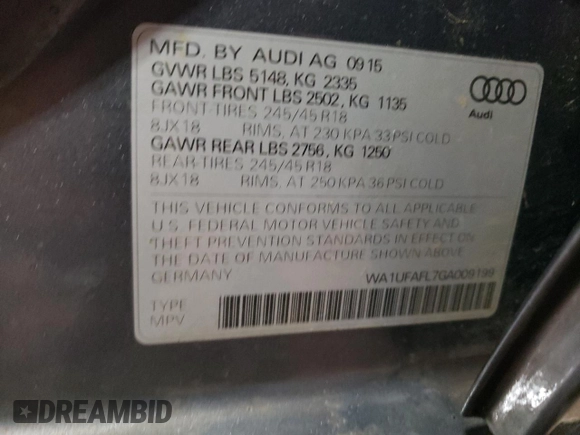 MFD. BY AUDI AG 09 15
GVWR LBS 5148, KG 2335
GAWR FRONT LBS 2502, KG 1135
FRONT-TIRES 245/45 R18
8JX18 RIMS, AT 230 KPA 33 PSI COLD
GAWR REAR LBS 2756, KG 1250
REAR-TIRES 245/45 R18
8JX18 RIMS, AT 250 KPA 36 PSI COLD
Audi
THIS VEHICLE CONFORMS TO ALL APPLICABLE
U.S. FEDERAL MOTOR VEHICLE SAFETY AND
THEFT PREVENTION STANDARDS IN EFFECT ON
THE DATE OF MANUFACTURE SHOWN ABOVE.
GERMANY
WA1UFAFL7GA009199
TYPE
MPV
DREAMBID